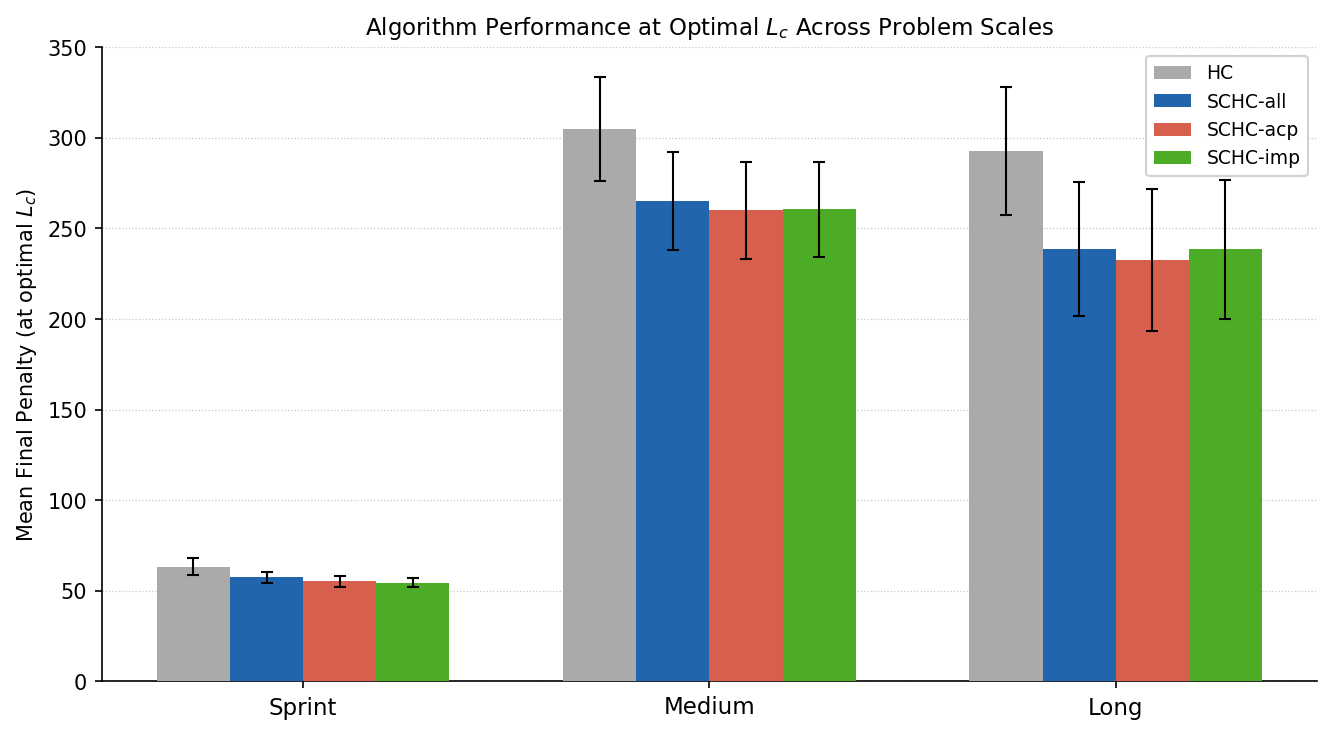 Algorithm Performance at Optimal $L_c$ Across Problem Scales
Mean Final Penalty (at optimal $L_c$)
350
300
250
200
150
100
50
0
HC
SCHC-all
SCHC-acp
SCHC-imp
Sprint Medium Long